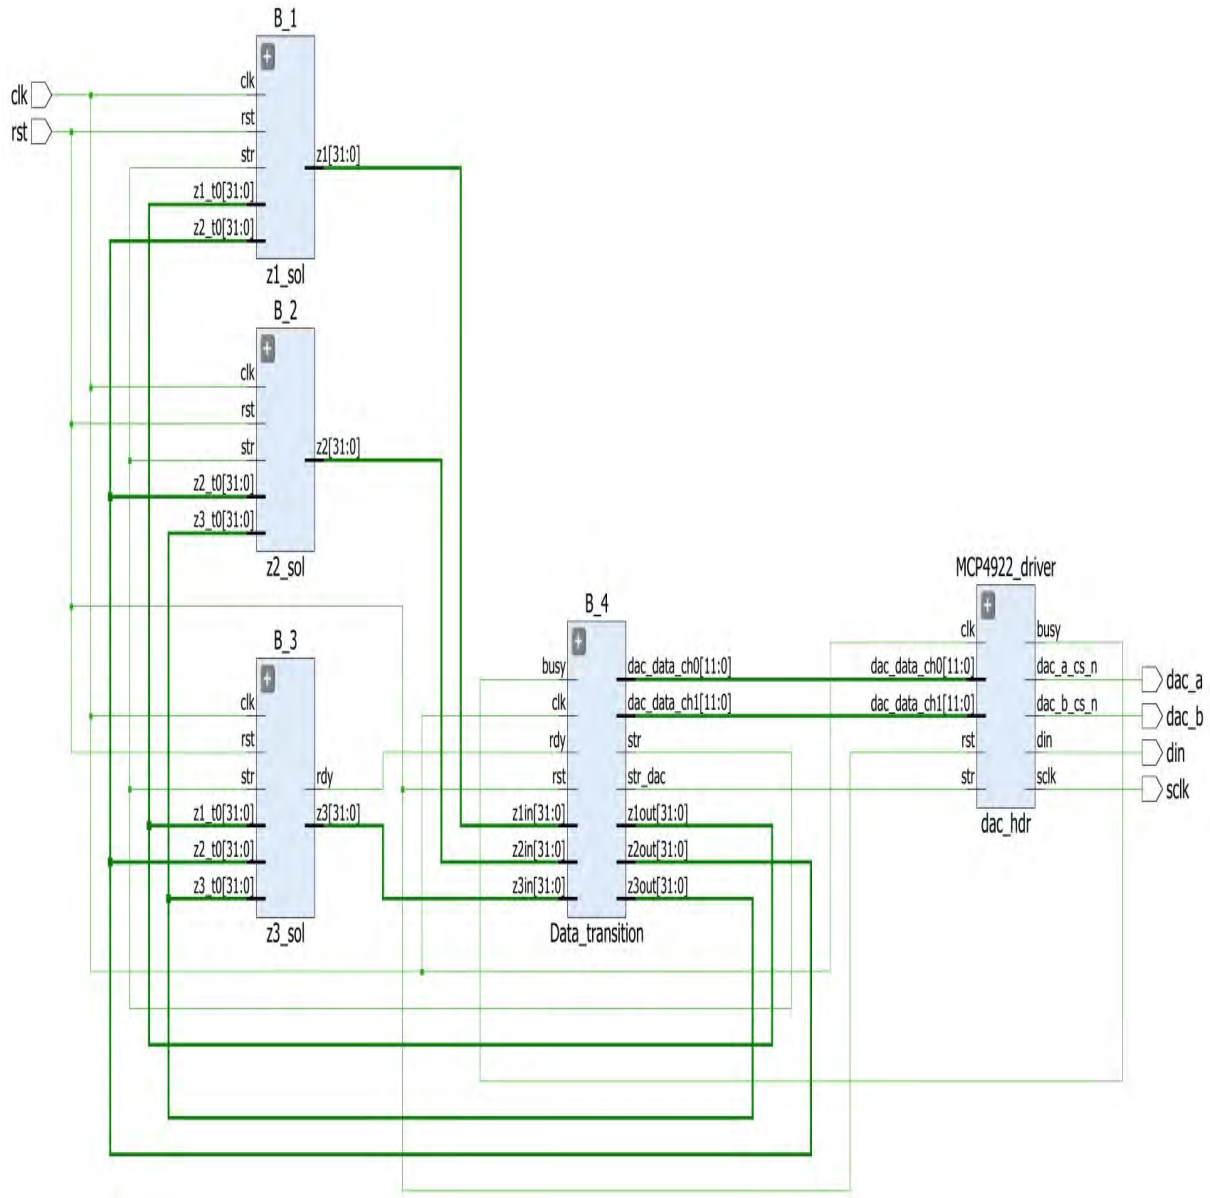 B_1
clk
rst
clk
rst
str
z1_t0[31:0]
z2_t0[31:0]
z1[31:0]
z1_sol
B_2
clk
rst
str
z2_t0[31:0]
z3_t0[31:0]
z2[31:0]
z2_sol
B_3
clk
rst
str
z1_t0[31:0]
z2_t0[31:0]
z3_t0[31:0]
rdy
z3[31:0]
z3_sol
B_4
busy
clk
rdy
rst
z1in[31:0]
z2in[31:0]
z3in[31:0]
dac_data_ch0[11:0]
dac_data_ch1[11:0]
str
str_dac
z1out[31:0]
z2out[31:0]
z3out[31:0]
Data_transition
MCP4922_driver
clk
dac_data_ch0[11:0]
dac_data_ch1[11:0]
rst
str
busy
dac_a_cs_n
dac_b_cs_n
din
sclk
dac_hdr
dac_a
dac_b
din
sclk